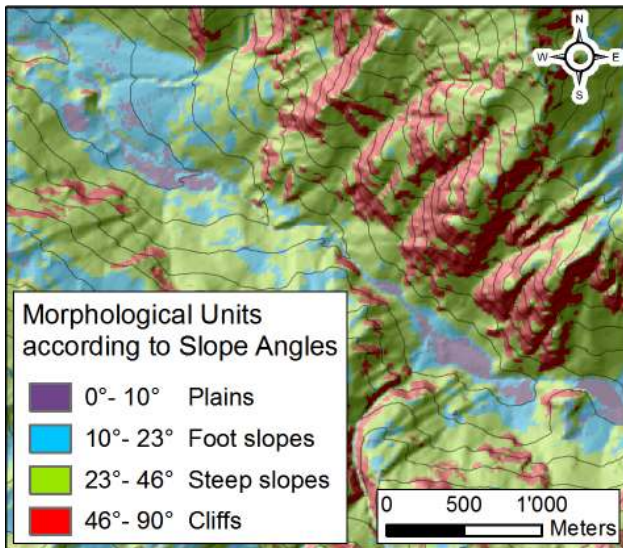 N
W E
S
Morphological Units
according to Slope Angles
0°- 10° Plains
10°- 23° Foot slopes
23°- 46° Steep slopes
46°- 90° Cliffs
0 500 1'000
Meters